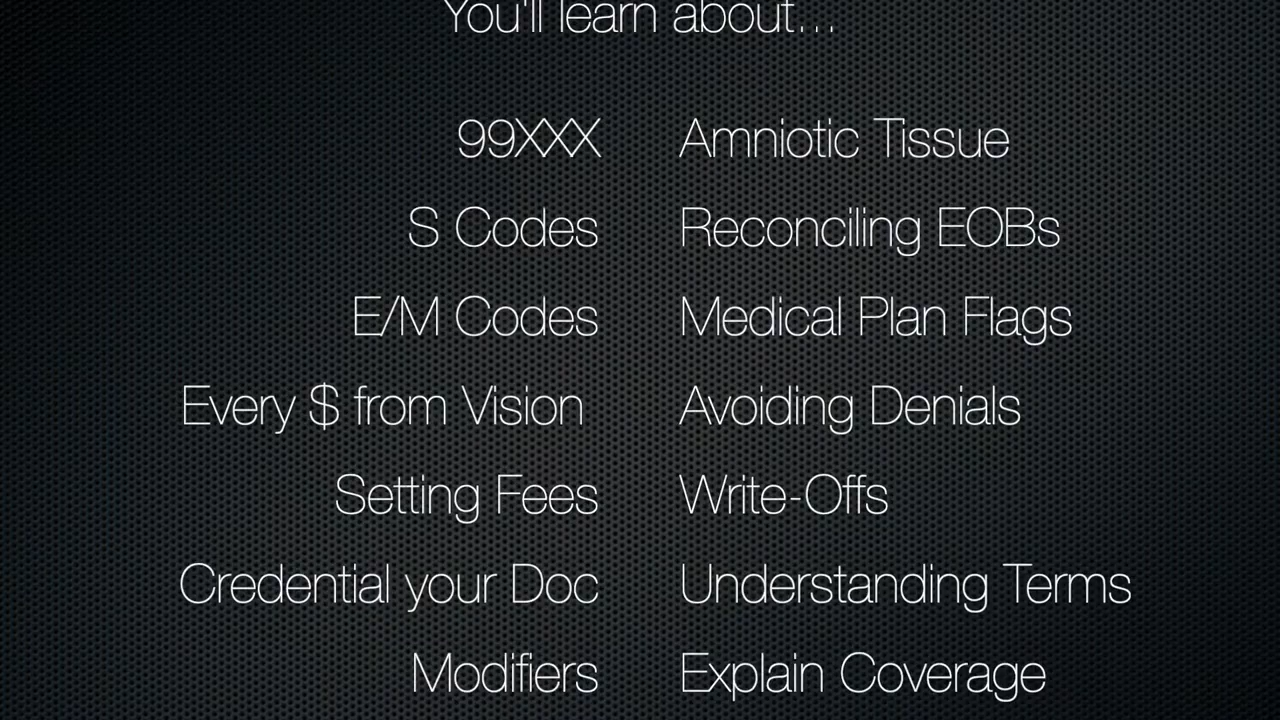 You'll learn about...
99XXX Amniotic Tissue
S Codes Reconciling EOBs
E/M Codes Medical Plan Flags
Every $ from Vision Avoiding Denials
Setting Fees Write-Offs
Credential your Doc Understanding Terms
Modifiers Explain Coverage